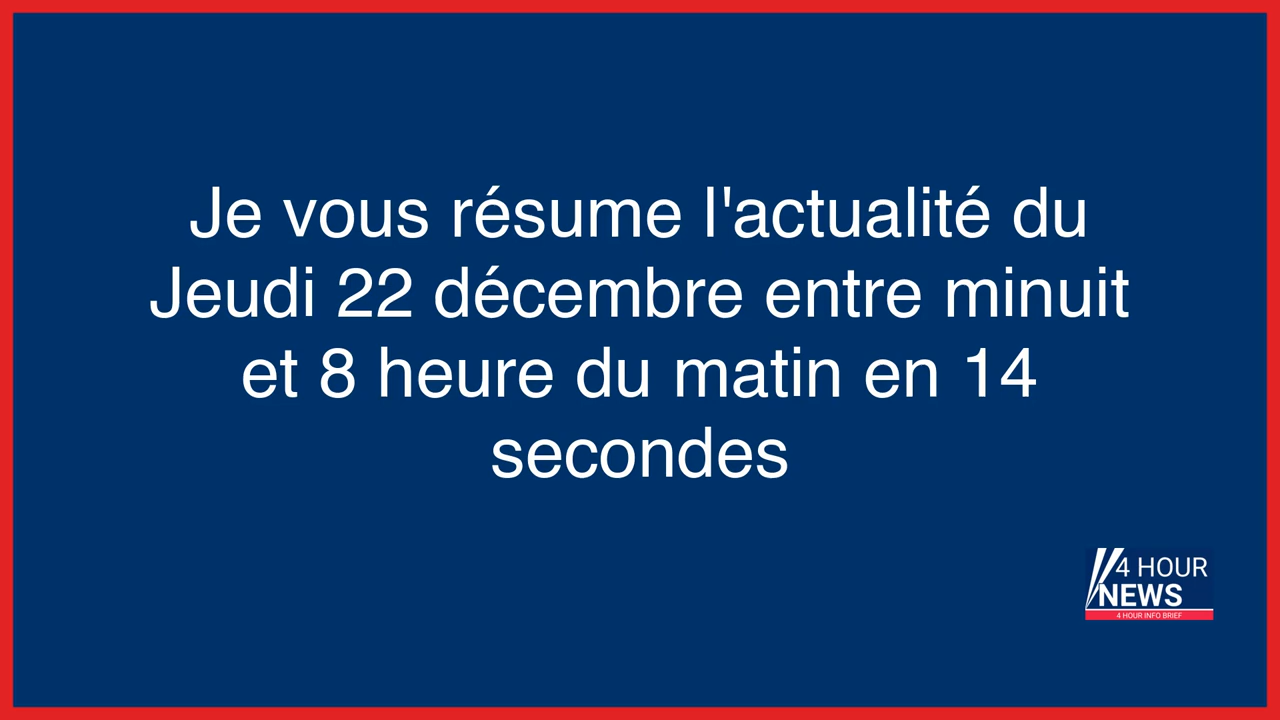 Je vous résume l'actualité du
Jeudi 22 décembre entre minuit
et 8 heure du matin en 14
secondes
4 HOUR
NEWS
4 HOUR INFO BRIEF